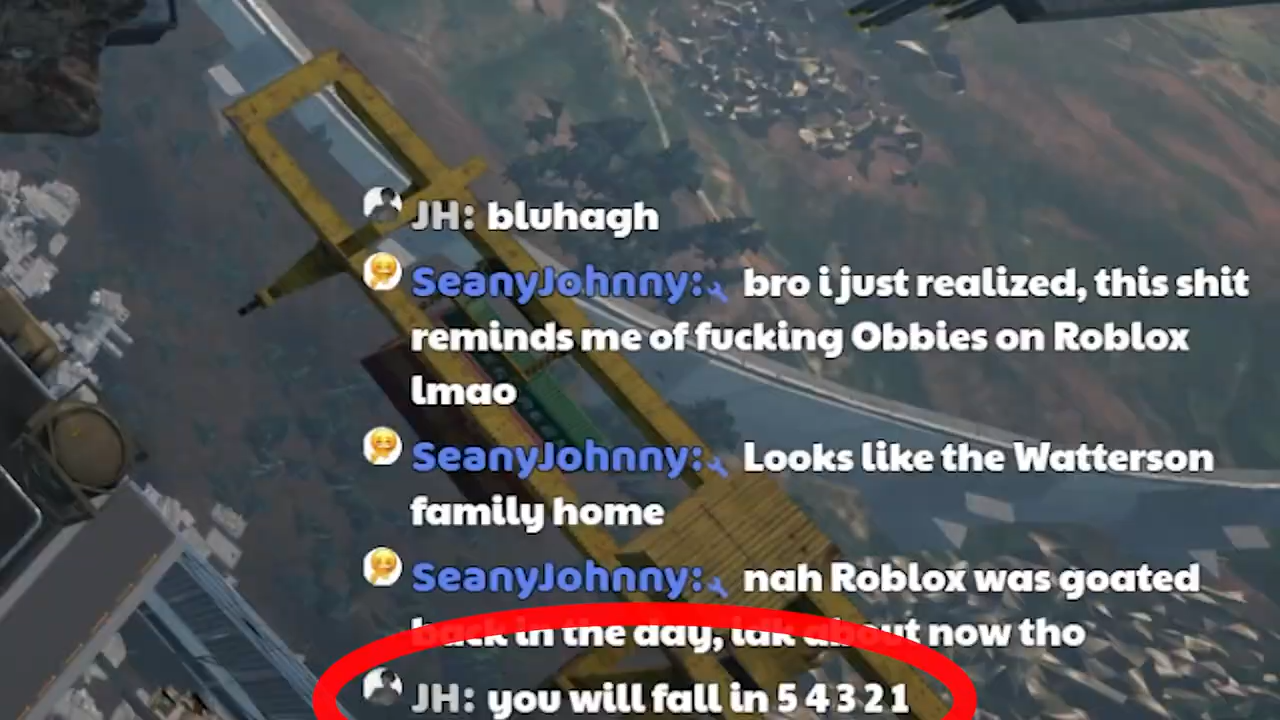 JH: bluhagh
SeanyJohnny: bro i just realized, this shit
reminds me of fucking Obbies on Roblox
lmao
SeanyJohnny: Looks like the Watterson
family home
SeanyJohnny: nah Roblox was goated
back in the day, idk about now tho
JH: you will fall in 5 4 3 2 1